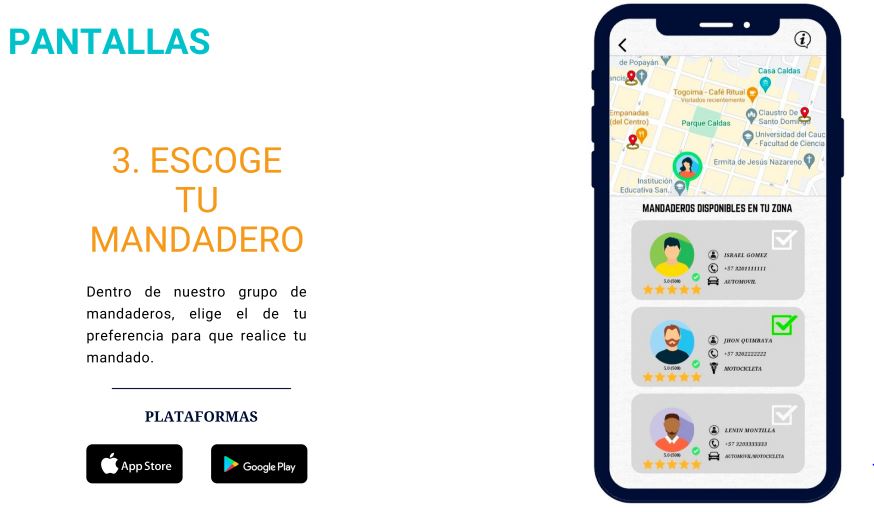 PANTALLAS
3. ESCOGE
TU
MANDADERO
Dentro de nuestro grupo de
mandaderos, elige el de tu
preferencia para que realice tu
mandado.
PLATAFORMAS
App Store
Google Play
de Popayán
Casa Caldas
Togoima - Café Ritual
Visitados recientemente
Empanadas
(del Centro)
Claustro De
Santo Domingo
Parque Caldas
Universidad del Cauc
- Facultad de Ciencia
Ermita de Jesús Nazareno
Institución
Educativa San...
MANDADEROS DISPONIBLES EN TU ZONA
ISRAEL GOMEZ
+57 3201111111
AUTOMOVIL
5.0 (500)
JHON QUIMBAYA
+57 3202222222
MOTOCICLETA
5.0 (500)
LENIN MONTILLA
+57 3203333333
AUTOMOVIL/MOTOCICLETA
5.0 (500)